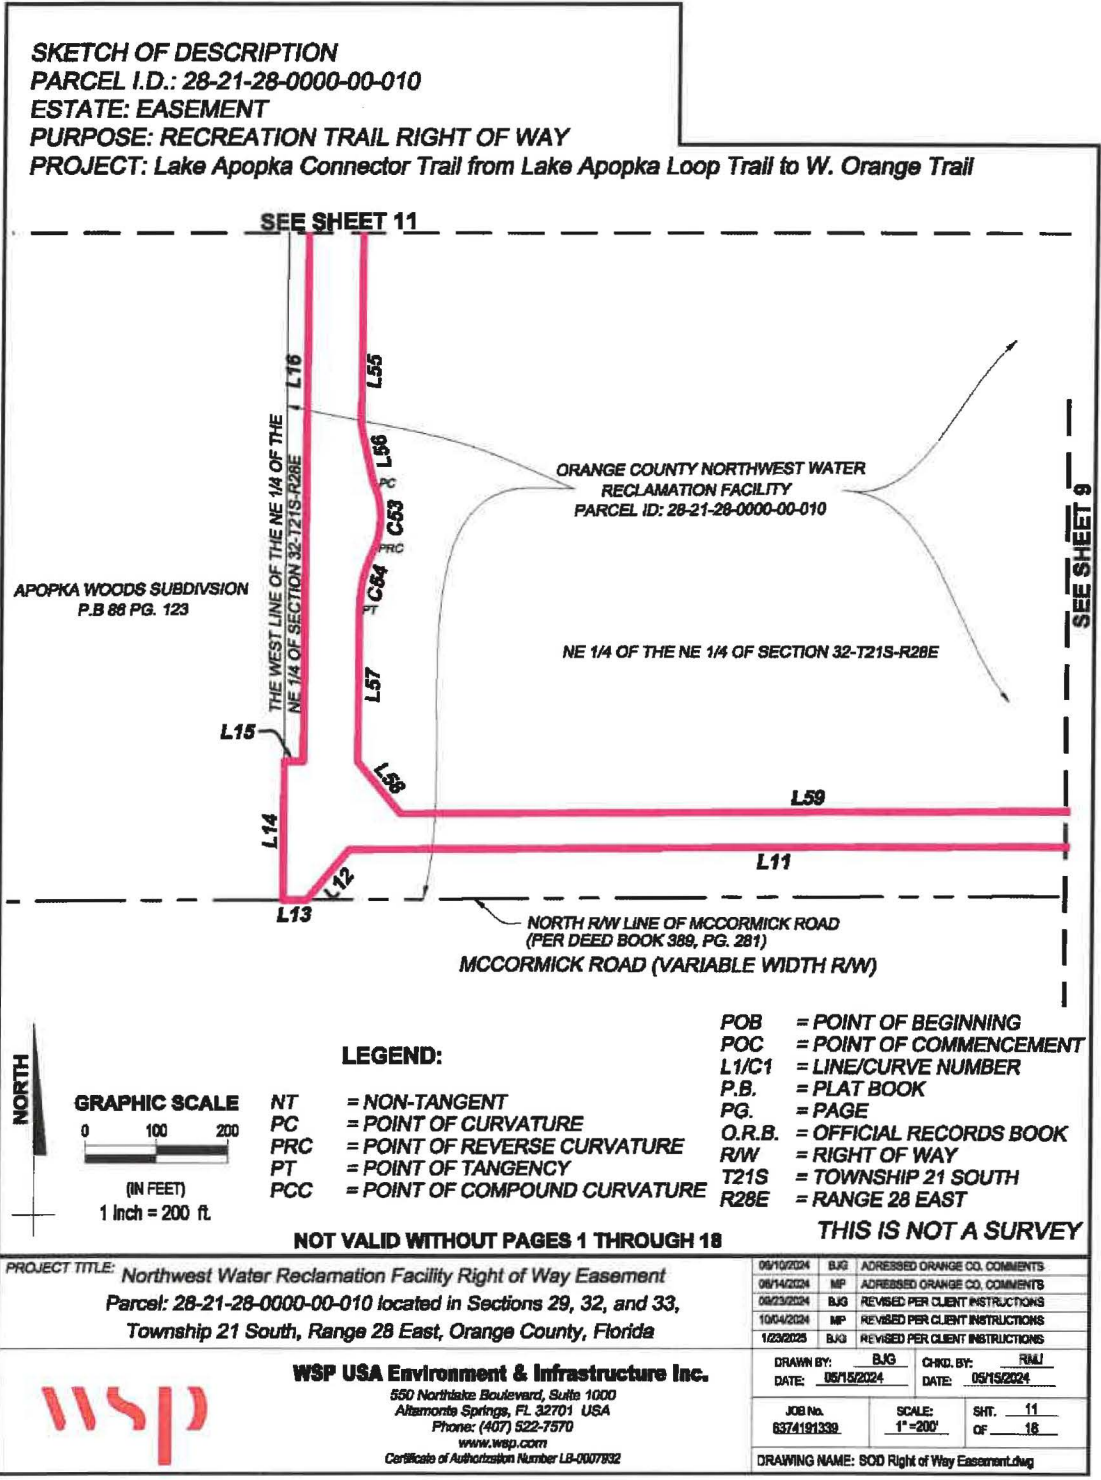 SKETCH OF DESCRIPTION
PARCEL I.D.: 28-21-28-0000-00-010
ESTATE: EASEMENT
PURPOSE: RECREATION TRAIL RIGHT OF WAY
PROJECT: Lake Apopka Connector Trail from Lake Apopka Loop Trail to W. Orange Trail
SEE SHEET 11
L16
L55
THE WEST LINE OF THE NE 1/4 OF THE
NE 1/4 OF SECTION 32-T21S-R28E
L56
PC
C53
PRC
C54
PT
L57
ORANGE COUNTY NORTHWEST WATER
RECLAMATION FACILITY
PARCEL ID: 28-21-28-0000-00-010
SEE SHEET 9
APOPKA WOODS SUBDIVSION
P.B 86 PG. 123
NE 1/4 OF THE NE 1/4 OF SECTION 32-T21S-R28E
L15
L58
L59
L14
L11
L12
L13
NORTH R/W LINE OF MCCORMICK ROAD
(PER DEED BOOK 389, PG. 281)
MCCORMICK ROAD (VARIABLE WIDTH R/W)
NORTH
GRAPHIC SCALE
0 100 200
(IN FEET)
1 Inch = 200 ft.
LEGEND:
NT = NON-TANGENT
PC = POINT OF CURVATURE
PRC = POINT OF REVERSE CURVATURE
PT = POINT OF TANGENCY
PCC = POINT OF COMPOUND CURVATURE
POB = POINT OF BEGINNING
POC = POINT OF COMMENCEMENT
L1/C1 = LINE/CURVE NUMBER
P.B. = PLAT BOOK
PG. = PAGE
O.R.B. = OFFICIAL RECORDS BOOK
R/W = RIGHT OF WAY
T21S = TOWNSHIP 21 SOUTH
R28E = RANGE 28 EAST
THIS IS NOT A SURVEY
NOT VALID WITHOUT PAGES 1 THROUGH 18
PROJECT TITLE: Northwest Water Reclamation Facility Right of Way Easement
Parcel: 28-21-28-0000-00-010 located in Sections 29, 32, and 33,
Township 21 South, Range 28 East, Orange County, Florida
06/10/2024 BJG ADRESSED ORANGE CO. COMMENTS
06/14/2024 MP ADRESSED ORANGE CO. COMMENTS
09/23/2024 BJG REVISED PER CLIENT INSTRUCTIONS
10/04/2024 MP REVISED PER CLIENT INSTRUCTIONS
1/23/2025 BJG REVISED PER CLIENT INSTRUCTIONS
wsp
WSP USA Environment & Infrastructure Inc.
550 Northlake Boulevard, Suite 1000
Altamonte Springs, FL 32701 USA
Phone: (407) 522-7570
www.wsp.com
Certificate of Authorization Number LB-0007932
DRAWN BY: BJG CHKD. BY: RMJ
DATE: 05/15/2024 DATE: 05/15/2024
JOB No. SCALE: SHT. 11
6374191339 1"=200' OF 18
DRAWING NAME: SOD Right of Way Easement.dwg